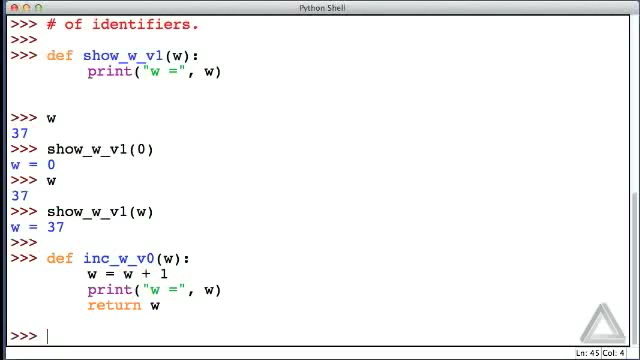 Python Shell
>>> # of identifiers.
>>>
>>> def show_w_v1(w):
        print("w =", w)
>>> w
37
>>> show_w_v1(0)
w = 0
>>> w
37
>>> show_w_v1(w)
w = 37
>>>
>>> def inc_w_v0(w):
        w = w + 1
        print("w =", w)
        return w
>>>
Ln: 45 Col: 4